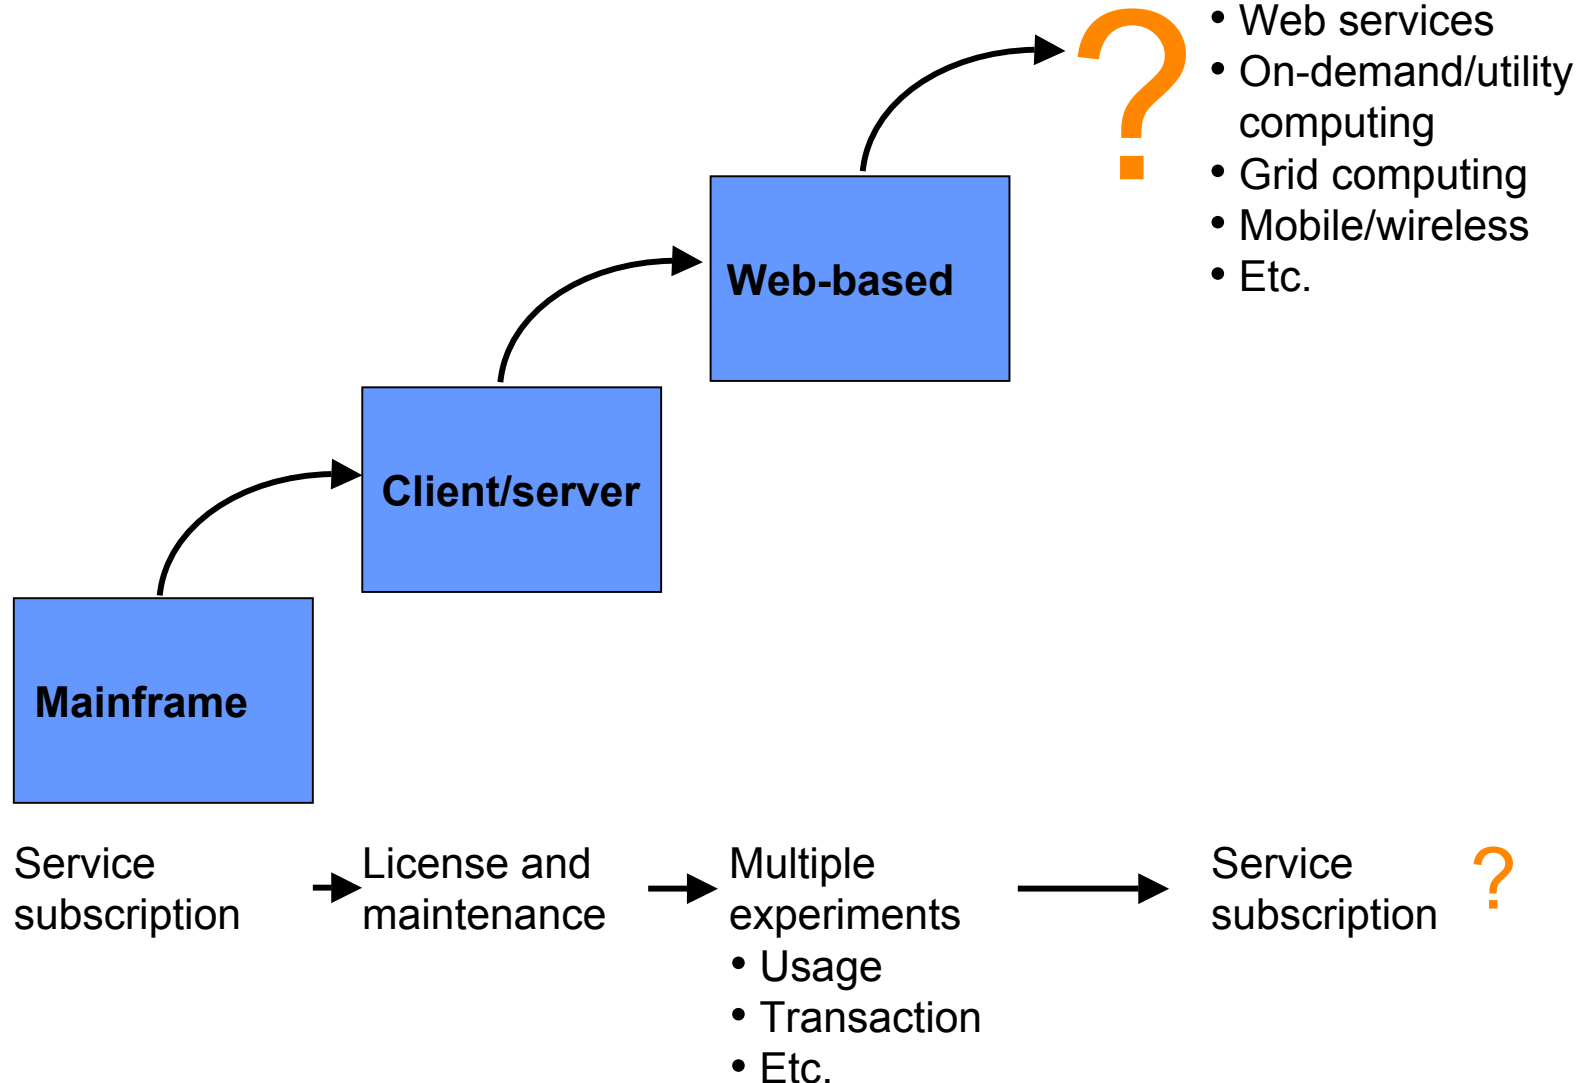 ?
• Web services
• On-demand/utility
computing
• Grid computing
• Mobile/wireless
• Etc.
Web-based
Client/server
Mainframe
Service
subscription
License and
maintenance
Multiple
experiments
• Usage
• Transaction
• Etc.
Service
subscription
?